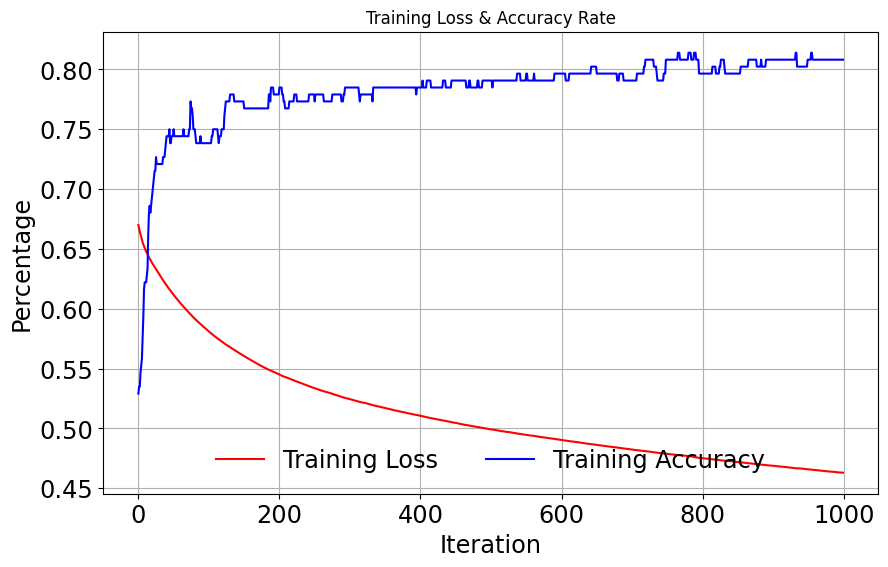 Training Loss & Accuracy Rate
0.80
0.75
0.70
0.65
0.60
0.55
0.50
0.45
Percentage
Training Loss
Training Accuracy
0 200 400 600 800 1000
Iteration